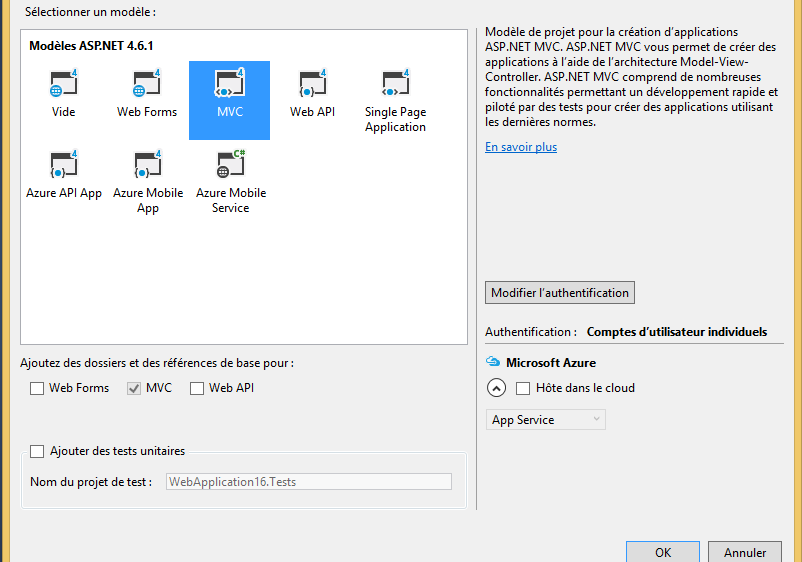 Sélectionner un modèle :
Modèles ASP.NET 4.6.1
4 4 4 4 4
Vide Web Forms MVC Web API Single Page
Application
4 4 C#
Azure API App Azure Mobile Azure Mobile
App Service
Modèle de projet pour la création d'applications
ASP.NET MVC. ASP.NET MVC vous permet de créer des
applications à l'aide de l'architecture Model-View-
Controller. ASP.NET MVC comprend de nombreuses
fonctionnalités permettant un développement rapide et
piloté par des tests pour créer des applications utilisant
les dernières normes.
En savoir plus
Modifier l'authentification
Authentification : Comptes d'utilisateur individuels
Ajoutez des dossiers et des références de base pour :
Web Forms MVC Web API
Microsoft Azure
Hôte dans le cloud
App Service
Ajouter des tests unitaires
Nom du projet de test : WebApplication16.Tests
OK Annuler